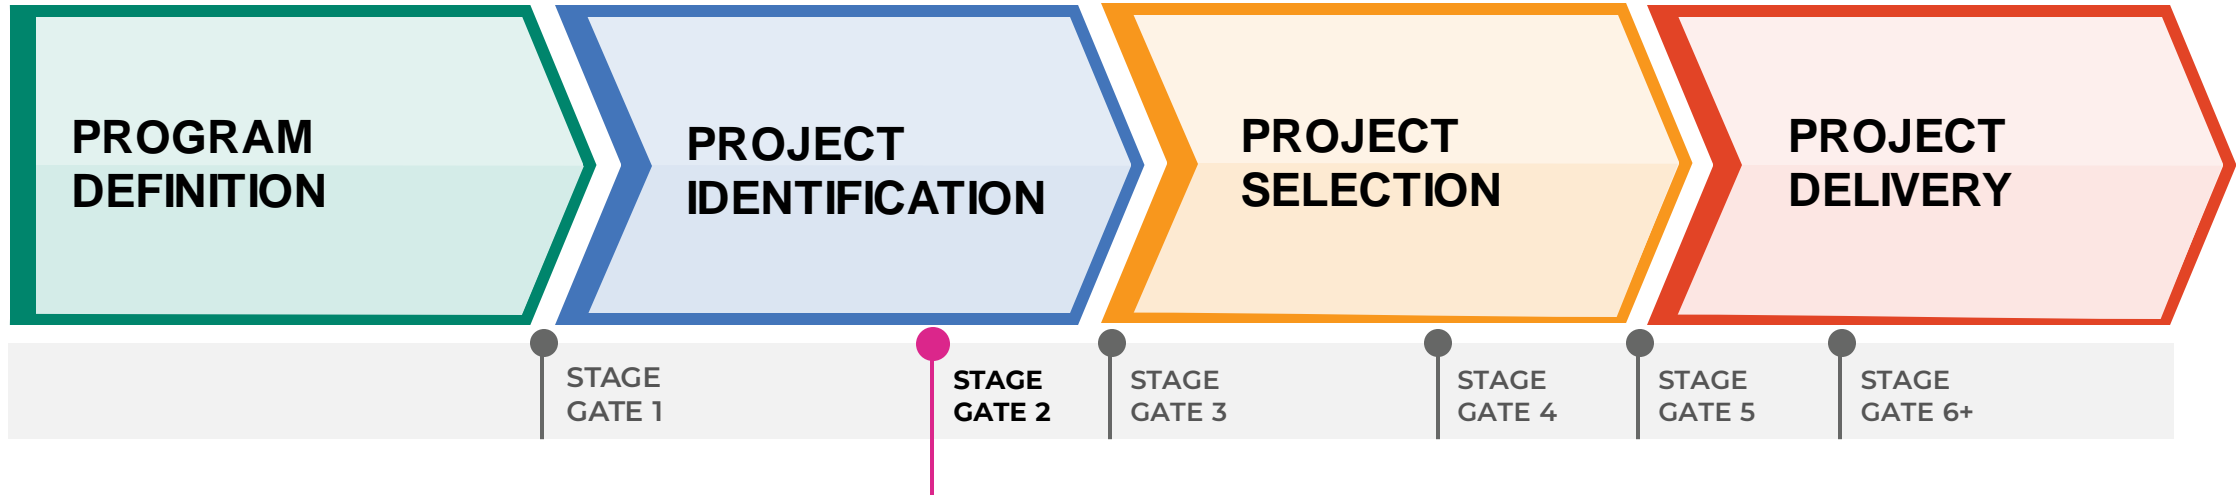 PROGRAM
DEFINITION
PROJECT
IDENTIFICATION
PROJECT
SELECTION
PROJECT
DELIVERY
STAGE
GATE 1
STAGE
GATE 2
STAGE
GATE 3
STAGE
GATE 4
STAGE
GATE 5
STAGE
GATE 6+